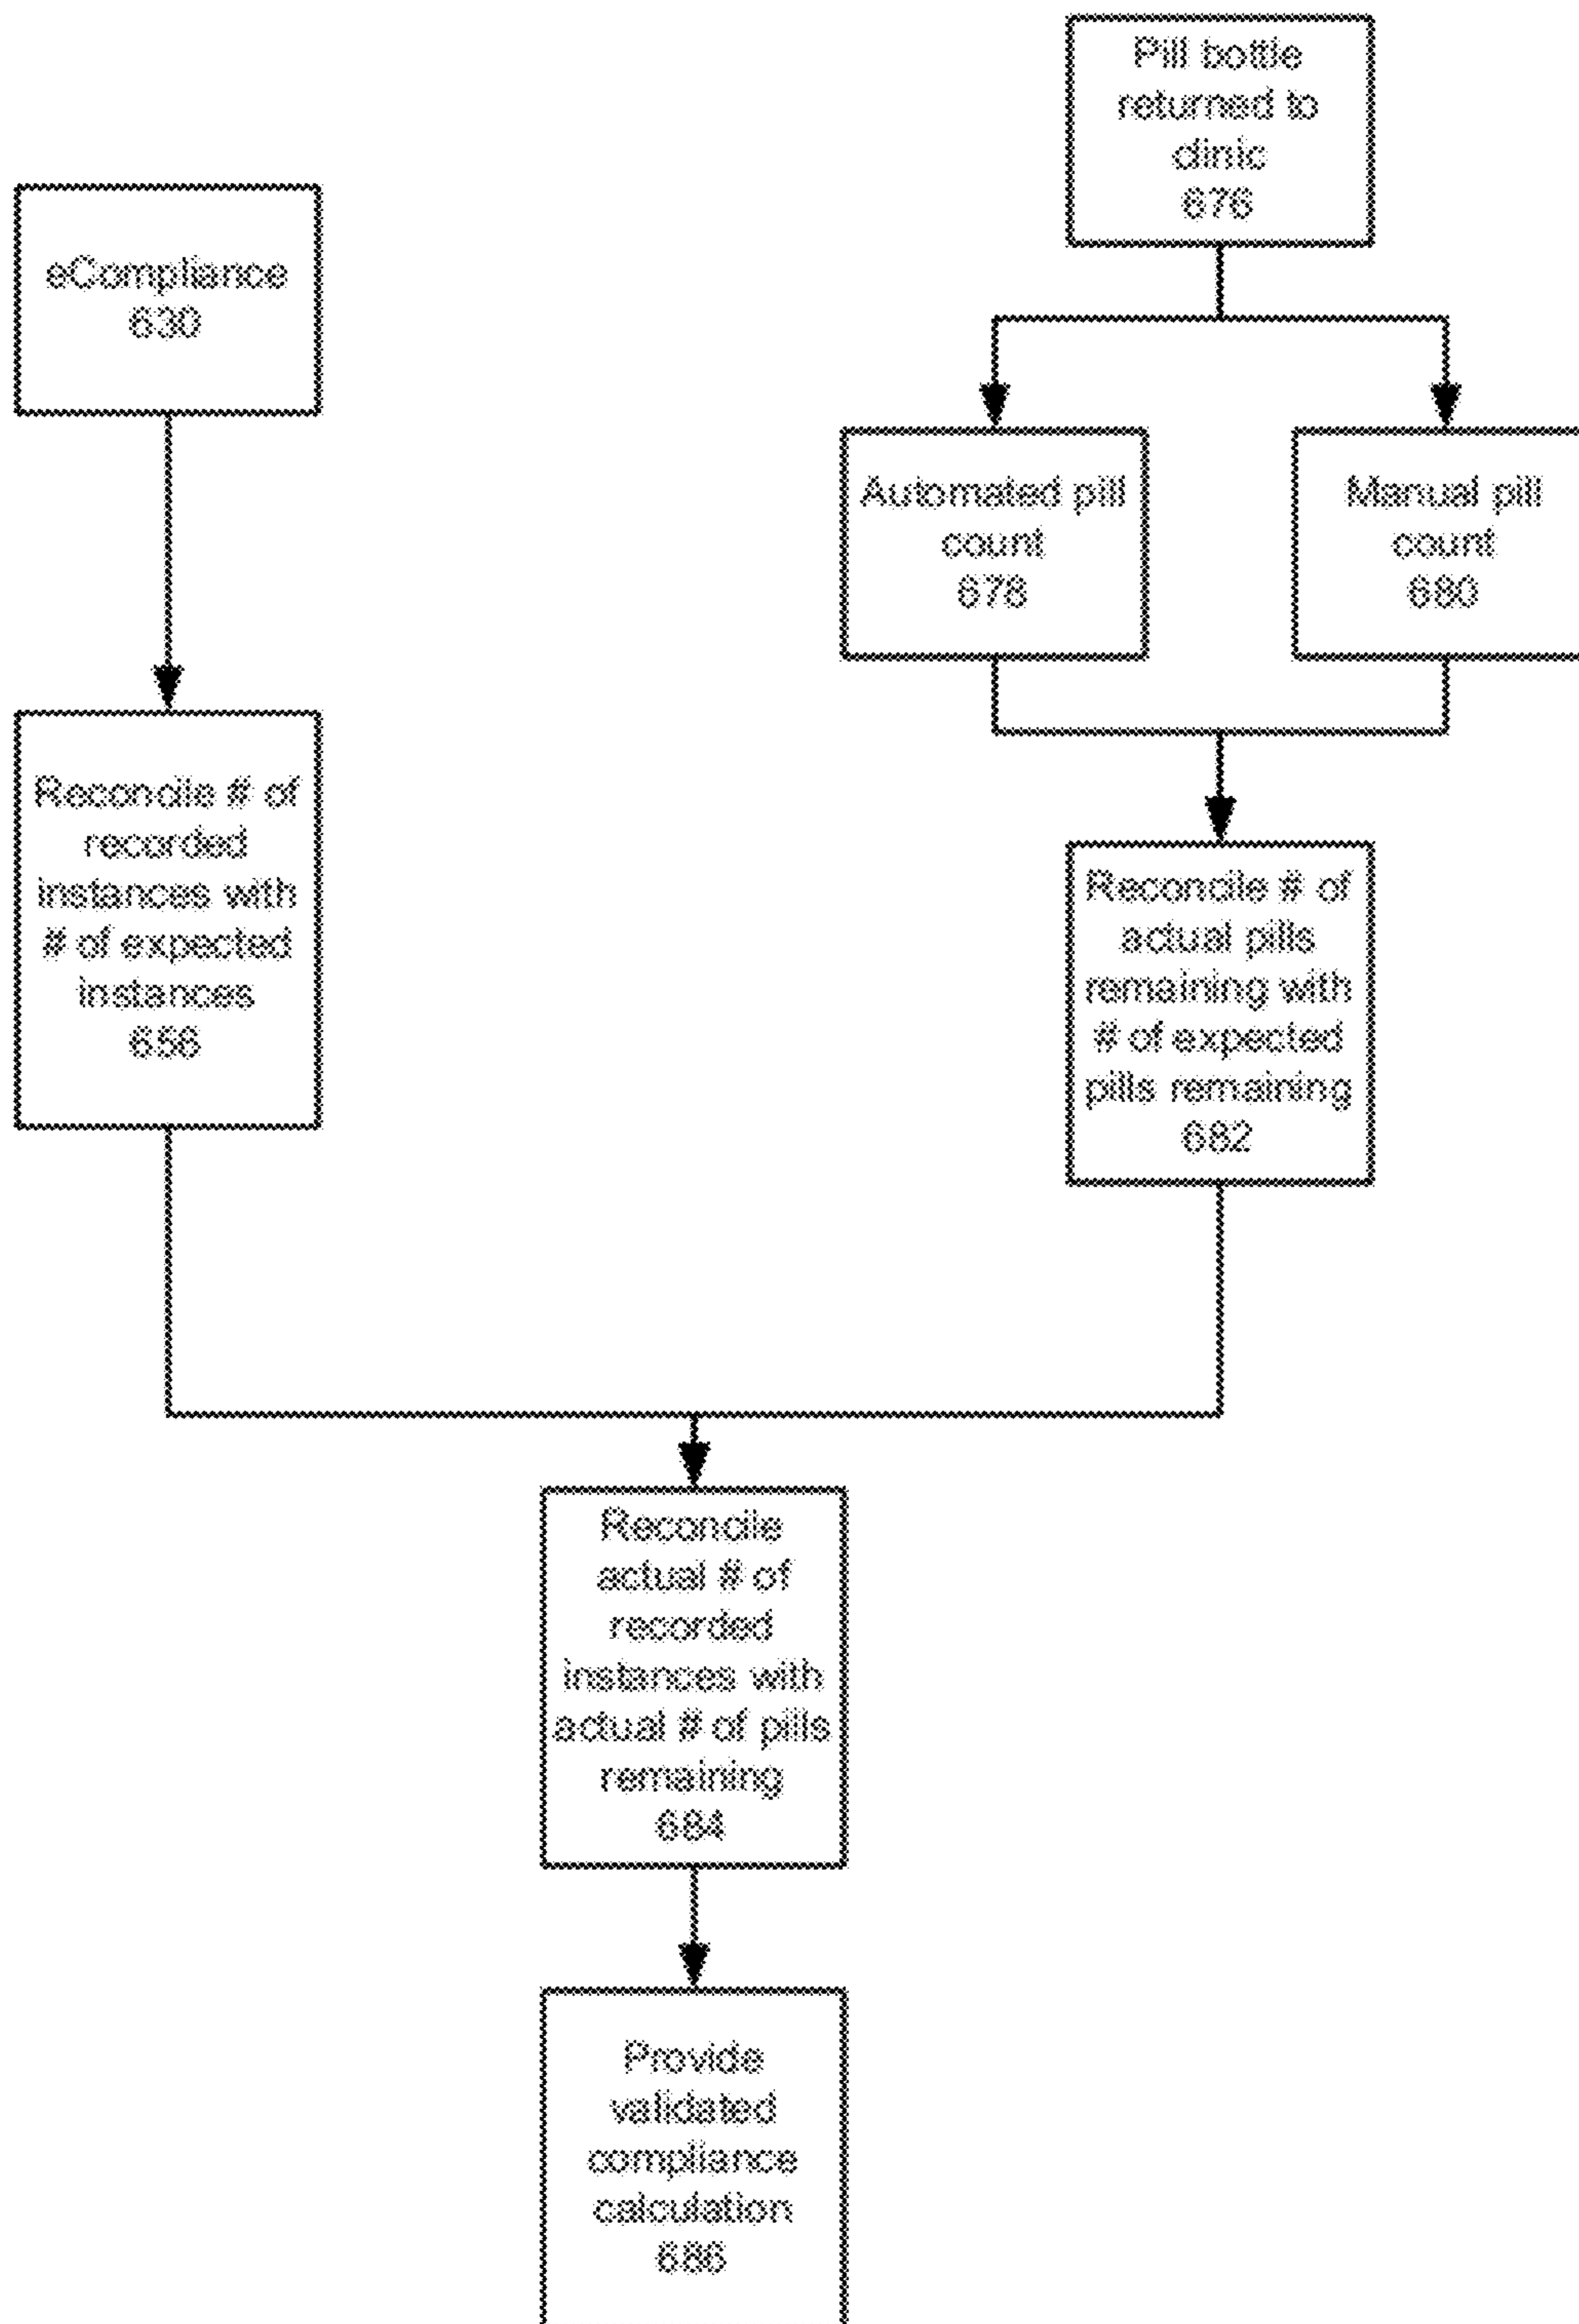 Pill bottle
returned to
clinic
676
eCompliance
630
Automated pill
count
678
Manual pill
count
680
Reconcile # of
recorded
instances with
# of expected
instances
656
Reconcile # of
actual pills
remaining with
# of expected
pills remaining
682
Reconcile
actual # of
recorded
instances with
actual # of pills
remaining
684
Provide
validated
compliance
calculation
686